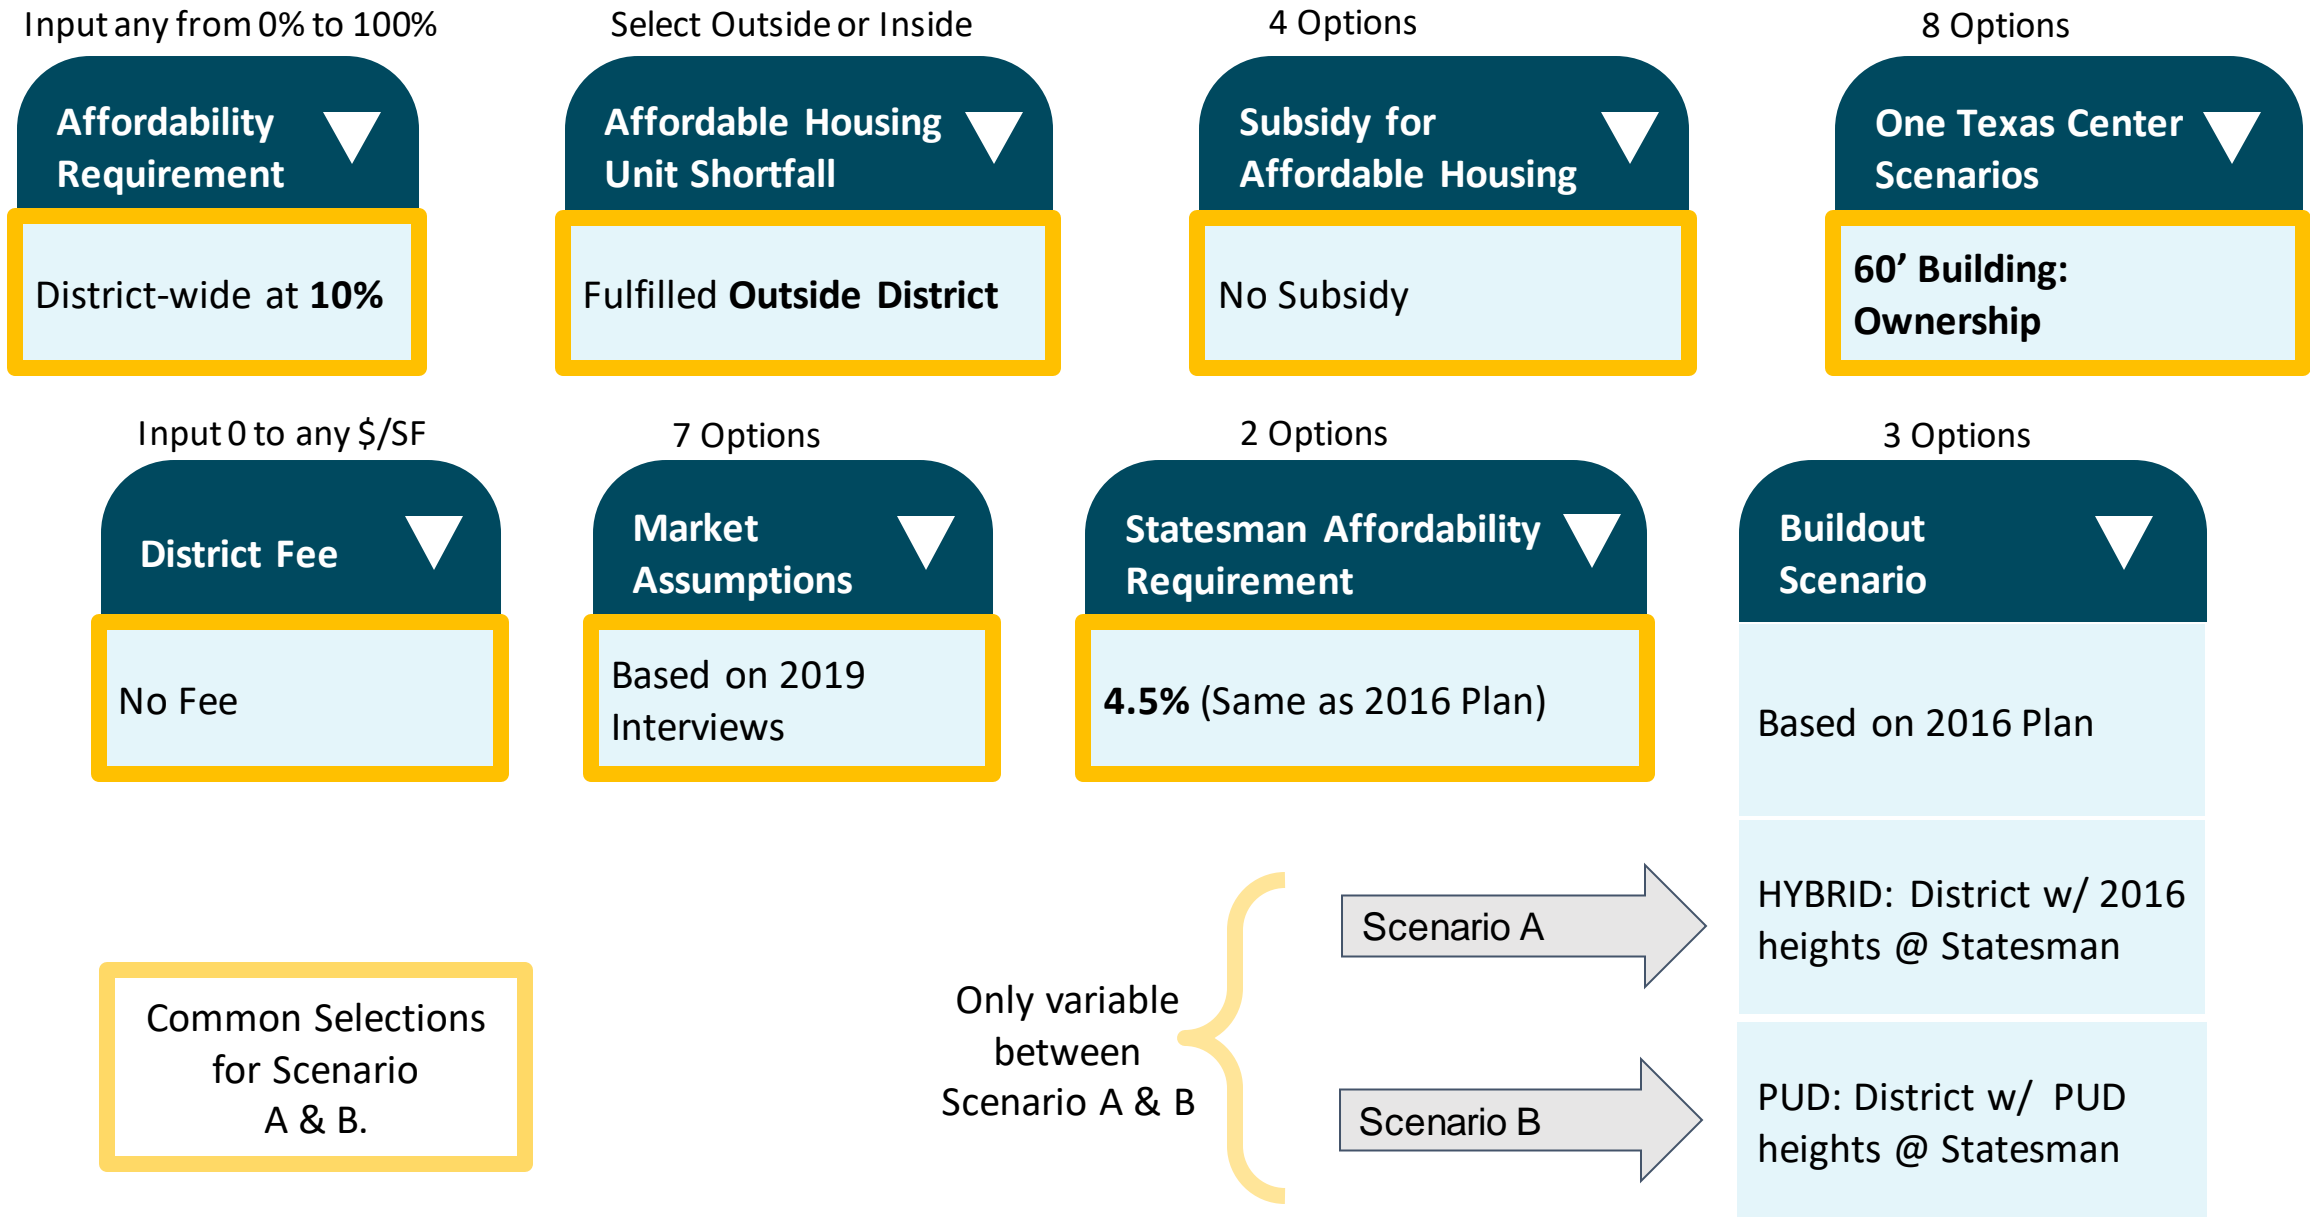 Input any from 0% to 100%
Select Outside or Inside
4 Options
8 Options
Affordability
Requirement
Affordable Housing
Unit Shortfall
Subsidy for
Affordable Housing
One Texas Center
Scenarios
District-wide at 10%
Fulfilled Outside District
No Subsidy
60’ Building:
Ownership
Input 0 to any $/SF
7 Options
2 Options
3 Options
District Fee
Market
Assumptions
Statesman Affordability
Requirement
Buildout
Scenario
No Fee
Based on 2019
Interviews
4.5% (Same as 2016 Plan)
Based on 2016 Plan
HYBRID: District w/ 2016
heights @ Statesman
PUD: District w/ PUD
heights @ Statesman
Scenario A
Scenario B
Only variable
between
Scenario A & B
Common Selections
for Scenario
A & B.